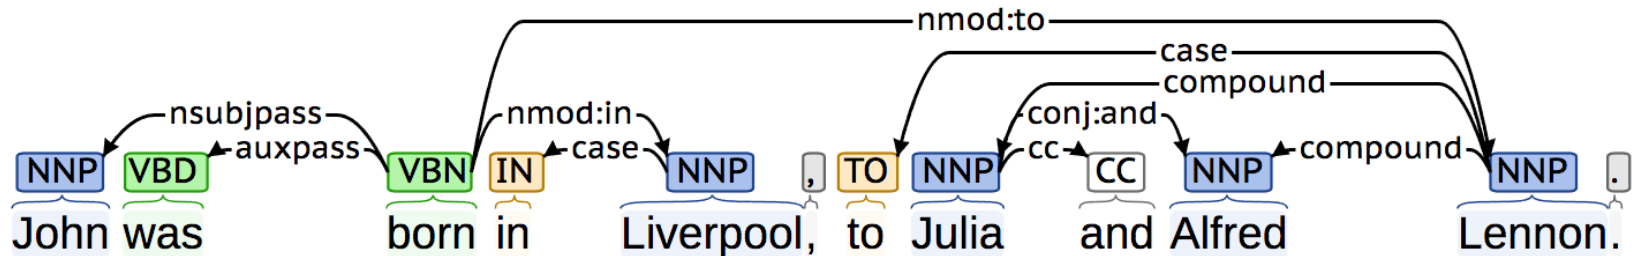 nmod:to
case
compound
nsubjpass nmod:in conj:and
auxpass case cc compound
NNP VBD VBN IN NNP , TO NNP CC NNP NNP .
John was born in Liverpool, to Julia and Alfred Lennon.